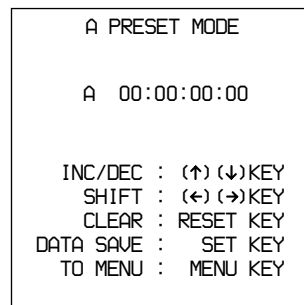 A PRESET MODE
A 00:00:00:00
INC/DEC : (↑)(↓)KEY
SHIFT : (←)(→)KEY
CLEAR : RESET KEY
DATA SAVE : SET KEY
TO MENU : MENU KEY